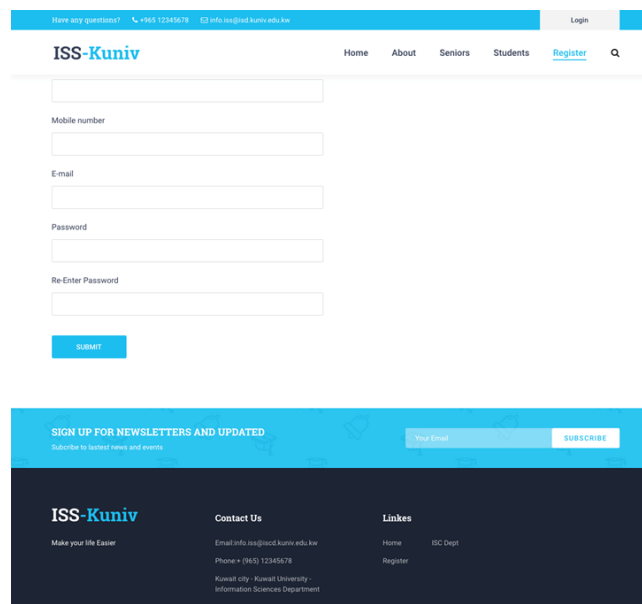 Have any questions? +965 12345678 info.iss@isd.kuniv.edu.kw Login
ISS-Kuniv Home About Seniors Students Register
Mobile number
E-mail
Password
Re-Enter Password
SUBMIT
SIGN UP FOR NEWSLETTERS AND UPDATED
Subcribe to lastest news and events
Your Email SUBSCRIBE
ISS-Kuniv
Make your life Easier
Contact Us
Email:info.iss@iscd.kuniv.edu.kw
Phone:+ (965) 12345678
Kuwait city - Kuwait University -
Information Sciences Department
Linkes
Home ISC Dept
Register